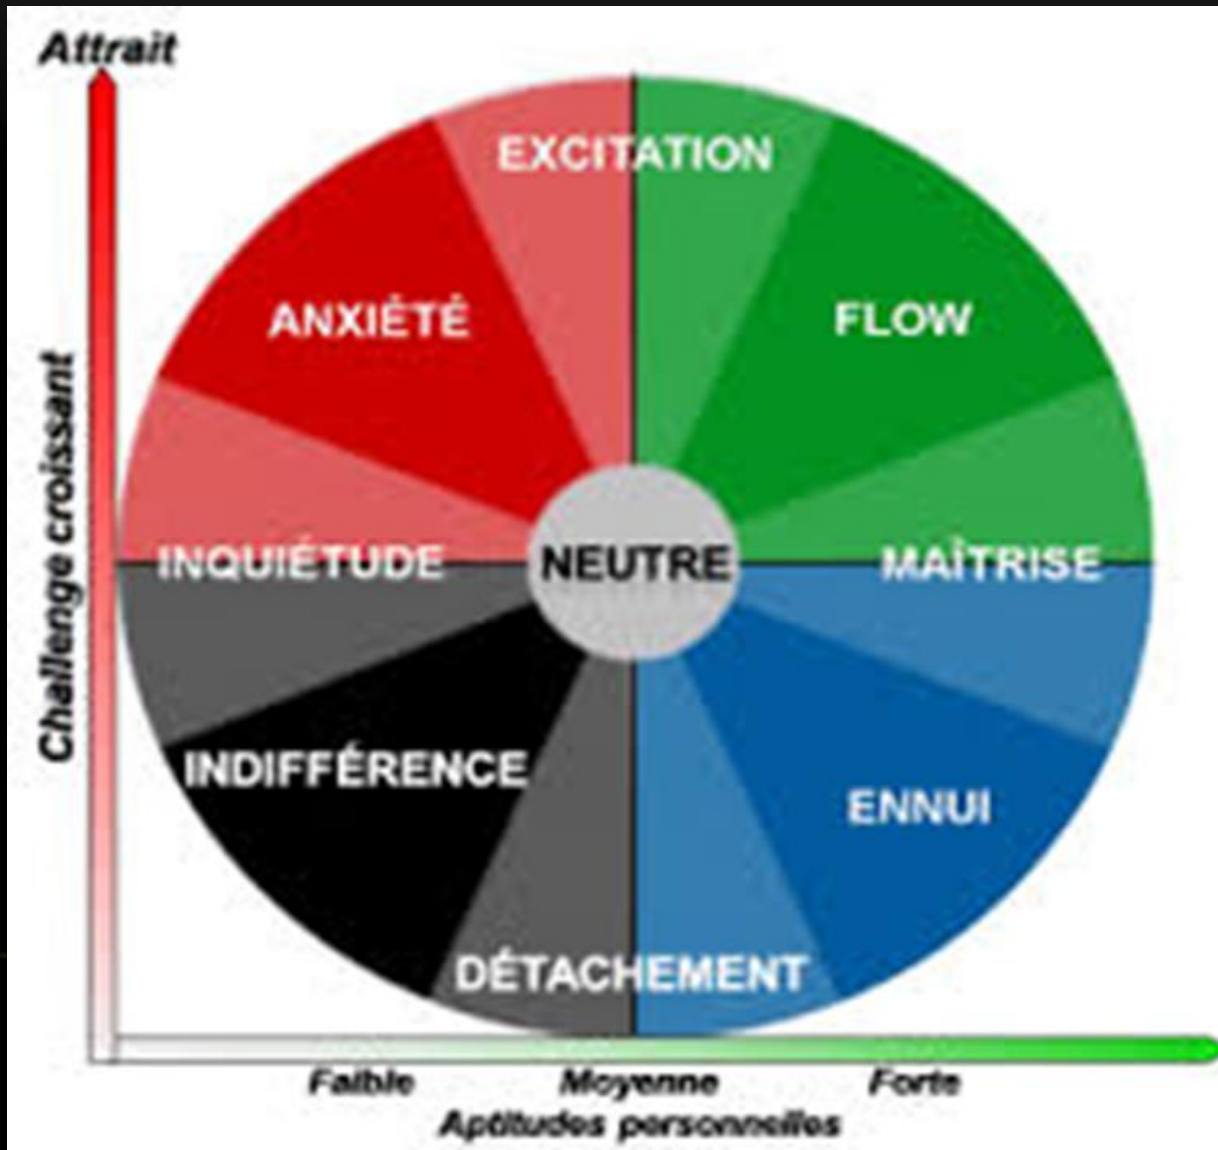 Attrait
EXCITATION
ANXIÉTÉ
FLOW
Challenge croissant
INQUIÉTUDE
NEUTRE
MAÎTRISE
INDIFFÉRENCE
ENNUI
DÉTACHEMENT
Faible Moyenne Forte
Aptitudes personnelles